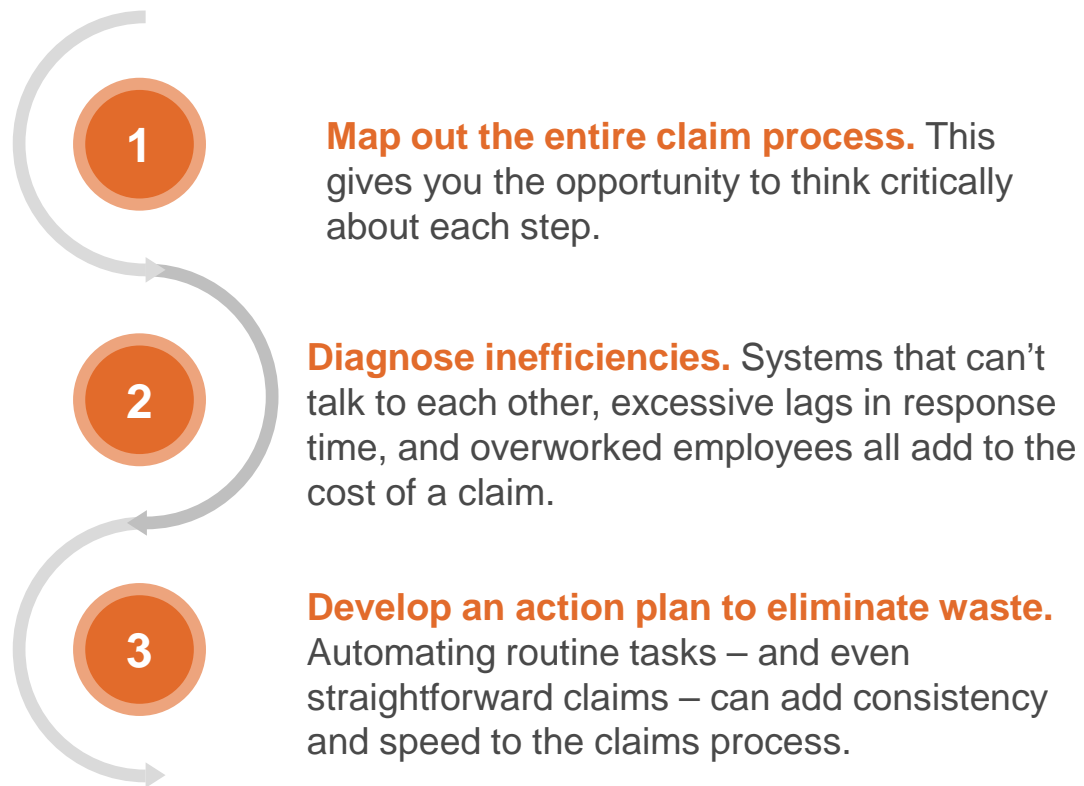 1
Map out the entire claim process. This
gives you the opportunity to think critically
about each step.
2
Diagnose inefficiencies. Systems that can’t
talk to each other, excessive lags in response
time, and overworked employees all add to the
cost of a claim.
3
Develop an action plan to eliminate waste.
Automating routine tasks – and even
straightforward claims – can add consistency
and speed to the claims process.